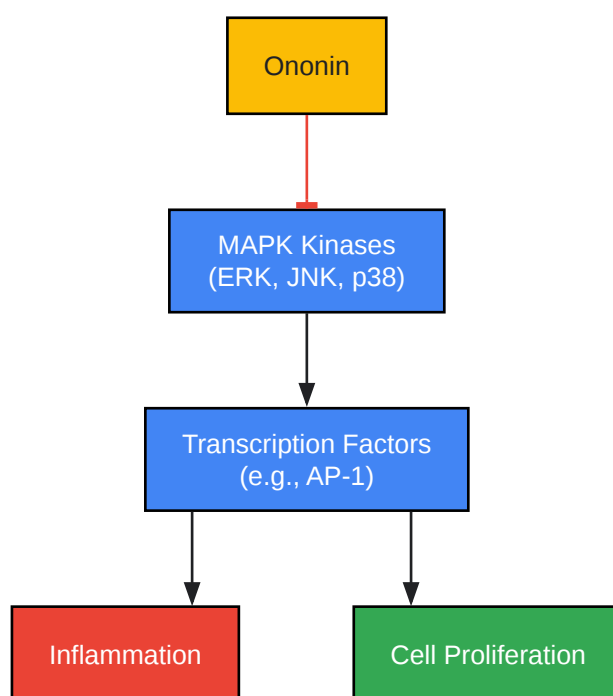 Ononin
MAPK Kinases
(ERK, JNK, p38)
Transcription Factors
(e.g., AP-1)
Inflammation
Cell Proliferation